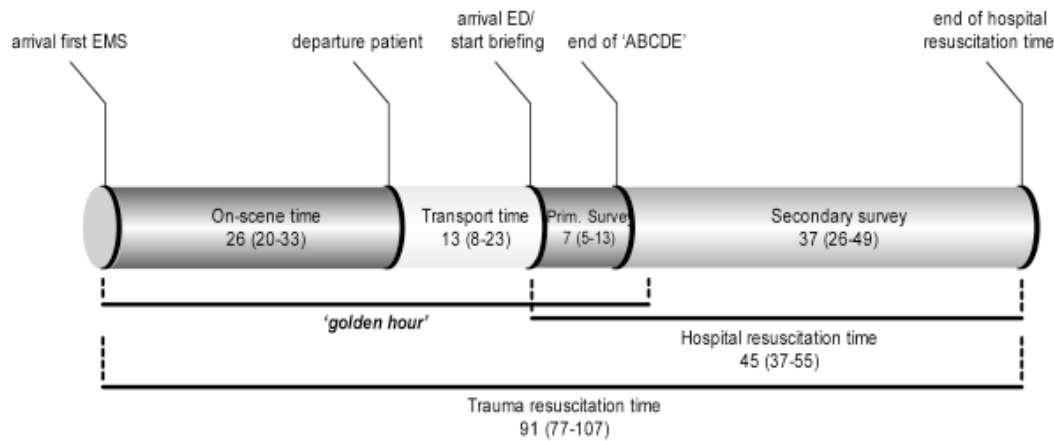 arrival first EMS
departure patient
arrival ED/
start briefing
end of ‘ABCDE’
end of hospital
resuscitation time
On-scene time
26 (20-33)
Transport time
13 (8-23)
Prim. Survey
7 (5-13)
Secondary survey
37 (26-49)
‘golden hour’
Hospital resuscitation time
45 (37-55)
Trauma resuscitation time
91 (77-107)